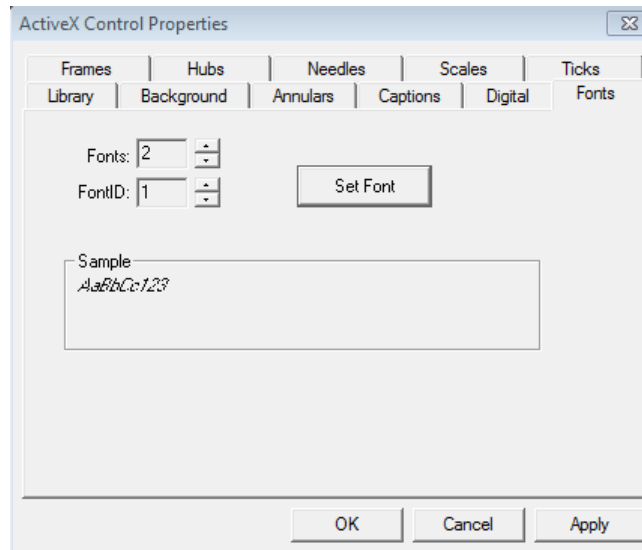 ActiveX Control Properties
Frames Hubs Needles Scales Ticks
Library Background Annulars Captions Digital Fonts
Fonts: 2
FontID: 1
Set Font
Sample
AaBbCc123
OK Cancel Apply